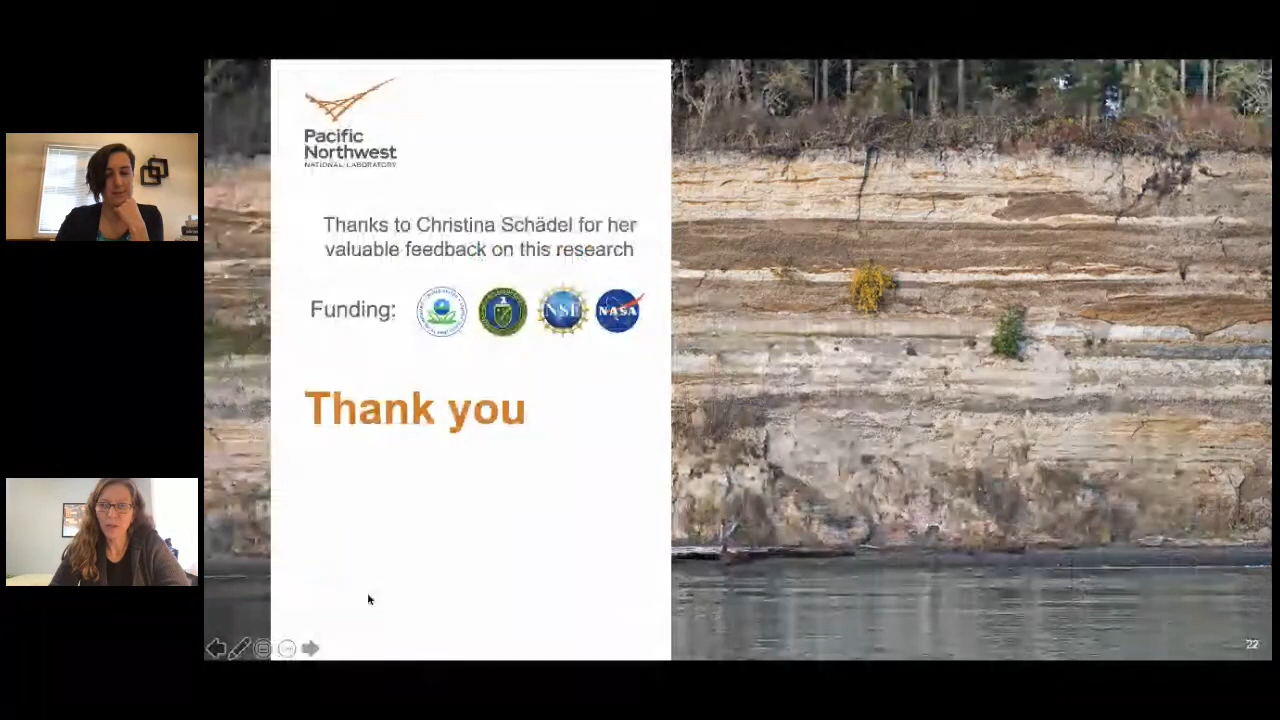 Pacific
Northwest
NATIONAL LABORATORY
Thanks to Christina Schädel for her
valuable feedback on this research
Funding:
NSF
NASA
Thank you
22